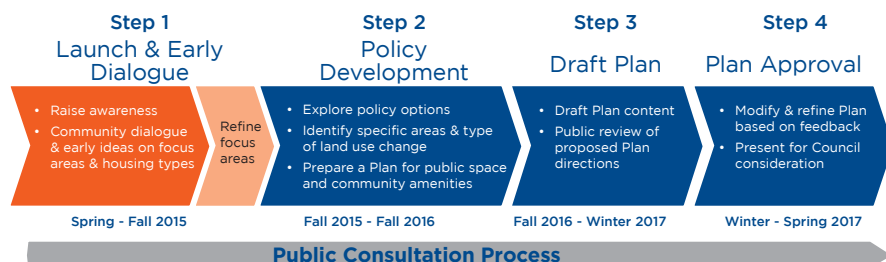 Step 1
Launch & Early
Dialogue
• Raise awareness
• Community dialogue
& early ideas on focus
areas & housing types
Refine
focus
areas
Spring - Fall 2015
Step 2
Policy
Development
• Explore policy options
• Identify specific areas & type
of land use change
• Prepare a Plan for public space
and community amenities
Fall 2015 - Fall 2016
Step 3
Draft Plan
• Draft Plan content
• Public review of
proposed Plan
directions
Fall 2016 - Winter 2017
Step 4
Plan Approval
• Modify & refine Plan
based on feedback
• Present for Council
consideration
Winter - Spring 2017
Public Consultation Process